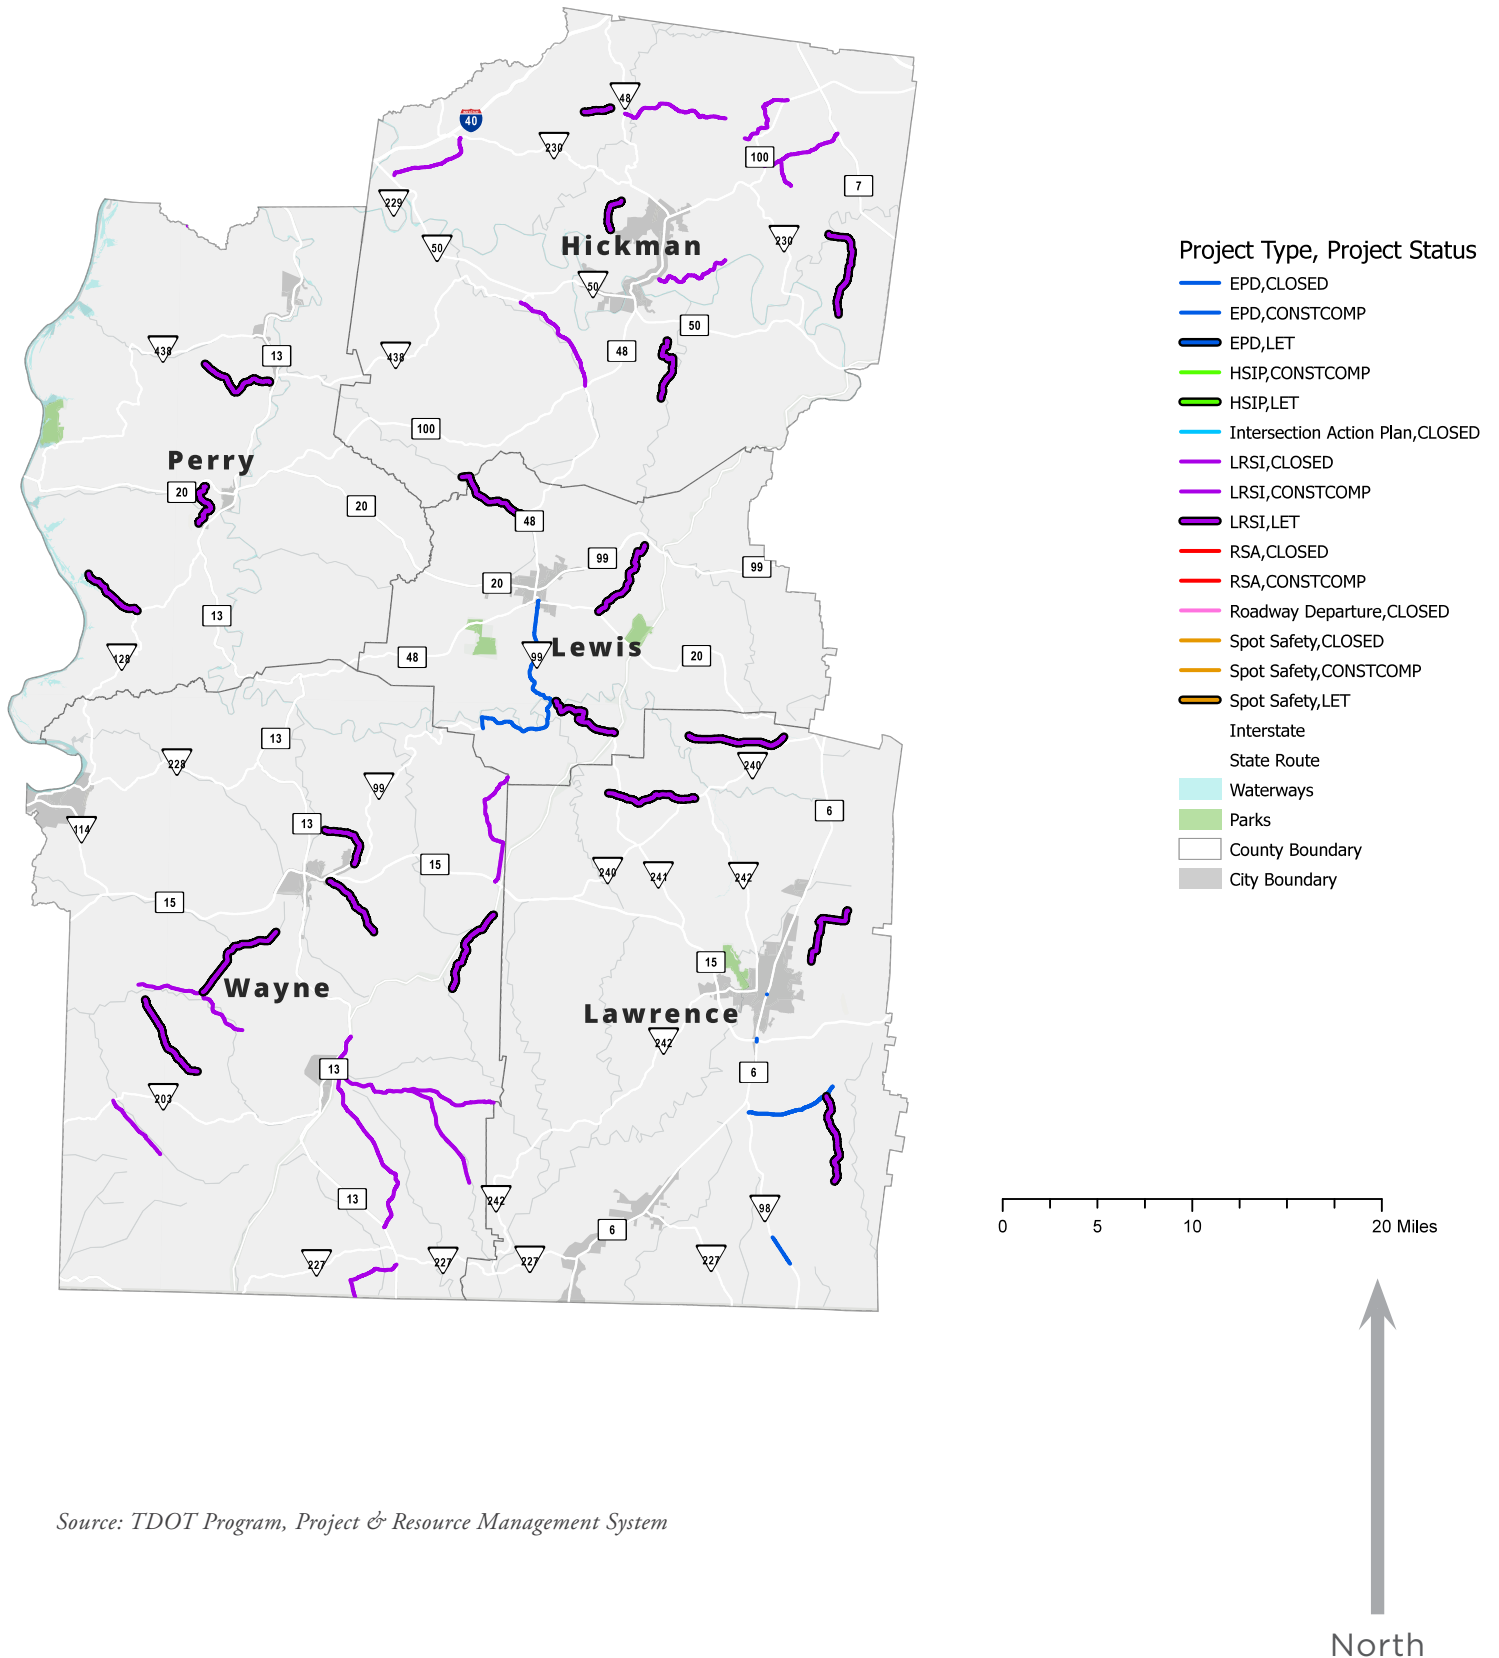 48
40
230
100
7
229
230
Hickman
50
50
50
438
13
438
48
100
Perry
20
20
48
99
99
20
13
Lewis
128
48
99
20
13
228
240
99
6
114
13
15
240
241
242
15
15
Wayne
Lawrence
242
13
6
203
13
242
98
6
227
227
227
227
Project Type, Project Status
EPD,CLOSED
EPD,CONSTCOMP
EPD,LET
HSIP,CONSTCOMP
HSIP,LET
Intersection Action Plan,CLOSED
LRSI,CLOSED
LRSI,CONSTCOMP
LRSI,LET
RSA,CLOSED
RSA,CONSTCOMP
Roadway Departure,CLOSED
Spot Safety,CLOSED
Spot Safety,CONSTCOMP
Spot Safety,LET
Interstate
State Route
Waterways
Parks
County Boundary
City Boundary
0 5 10 20 Miles
Source: TDOT Program, Project & Resource Management System
North